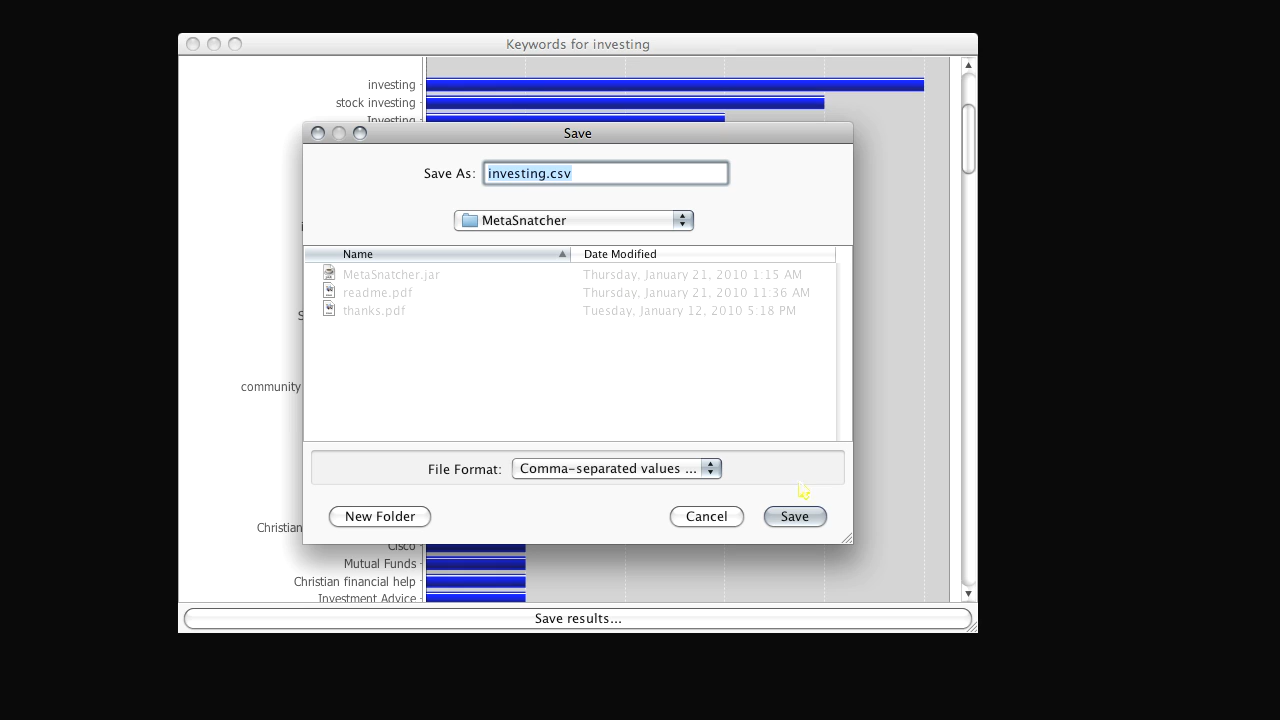 Keywords for investing
investing
stock investing
Investing
Save
Save As: investing.csv
MetaSnatcher
Name Date Modified
MetaSnatcher.jar Thursday, January 21, 2010 1:15 AM
readme.pdf Thursday, January 21, 2010 11:36 AM
thanks.pdf Tuesday, January 12, 2010 5:18 PM
community
File Format: Comma-separated values ...
New Folder Cancel Save
Christian
Cisco
Mutual Funds
Christian financial help
Investment Advice
Save results...